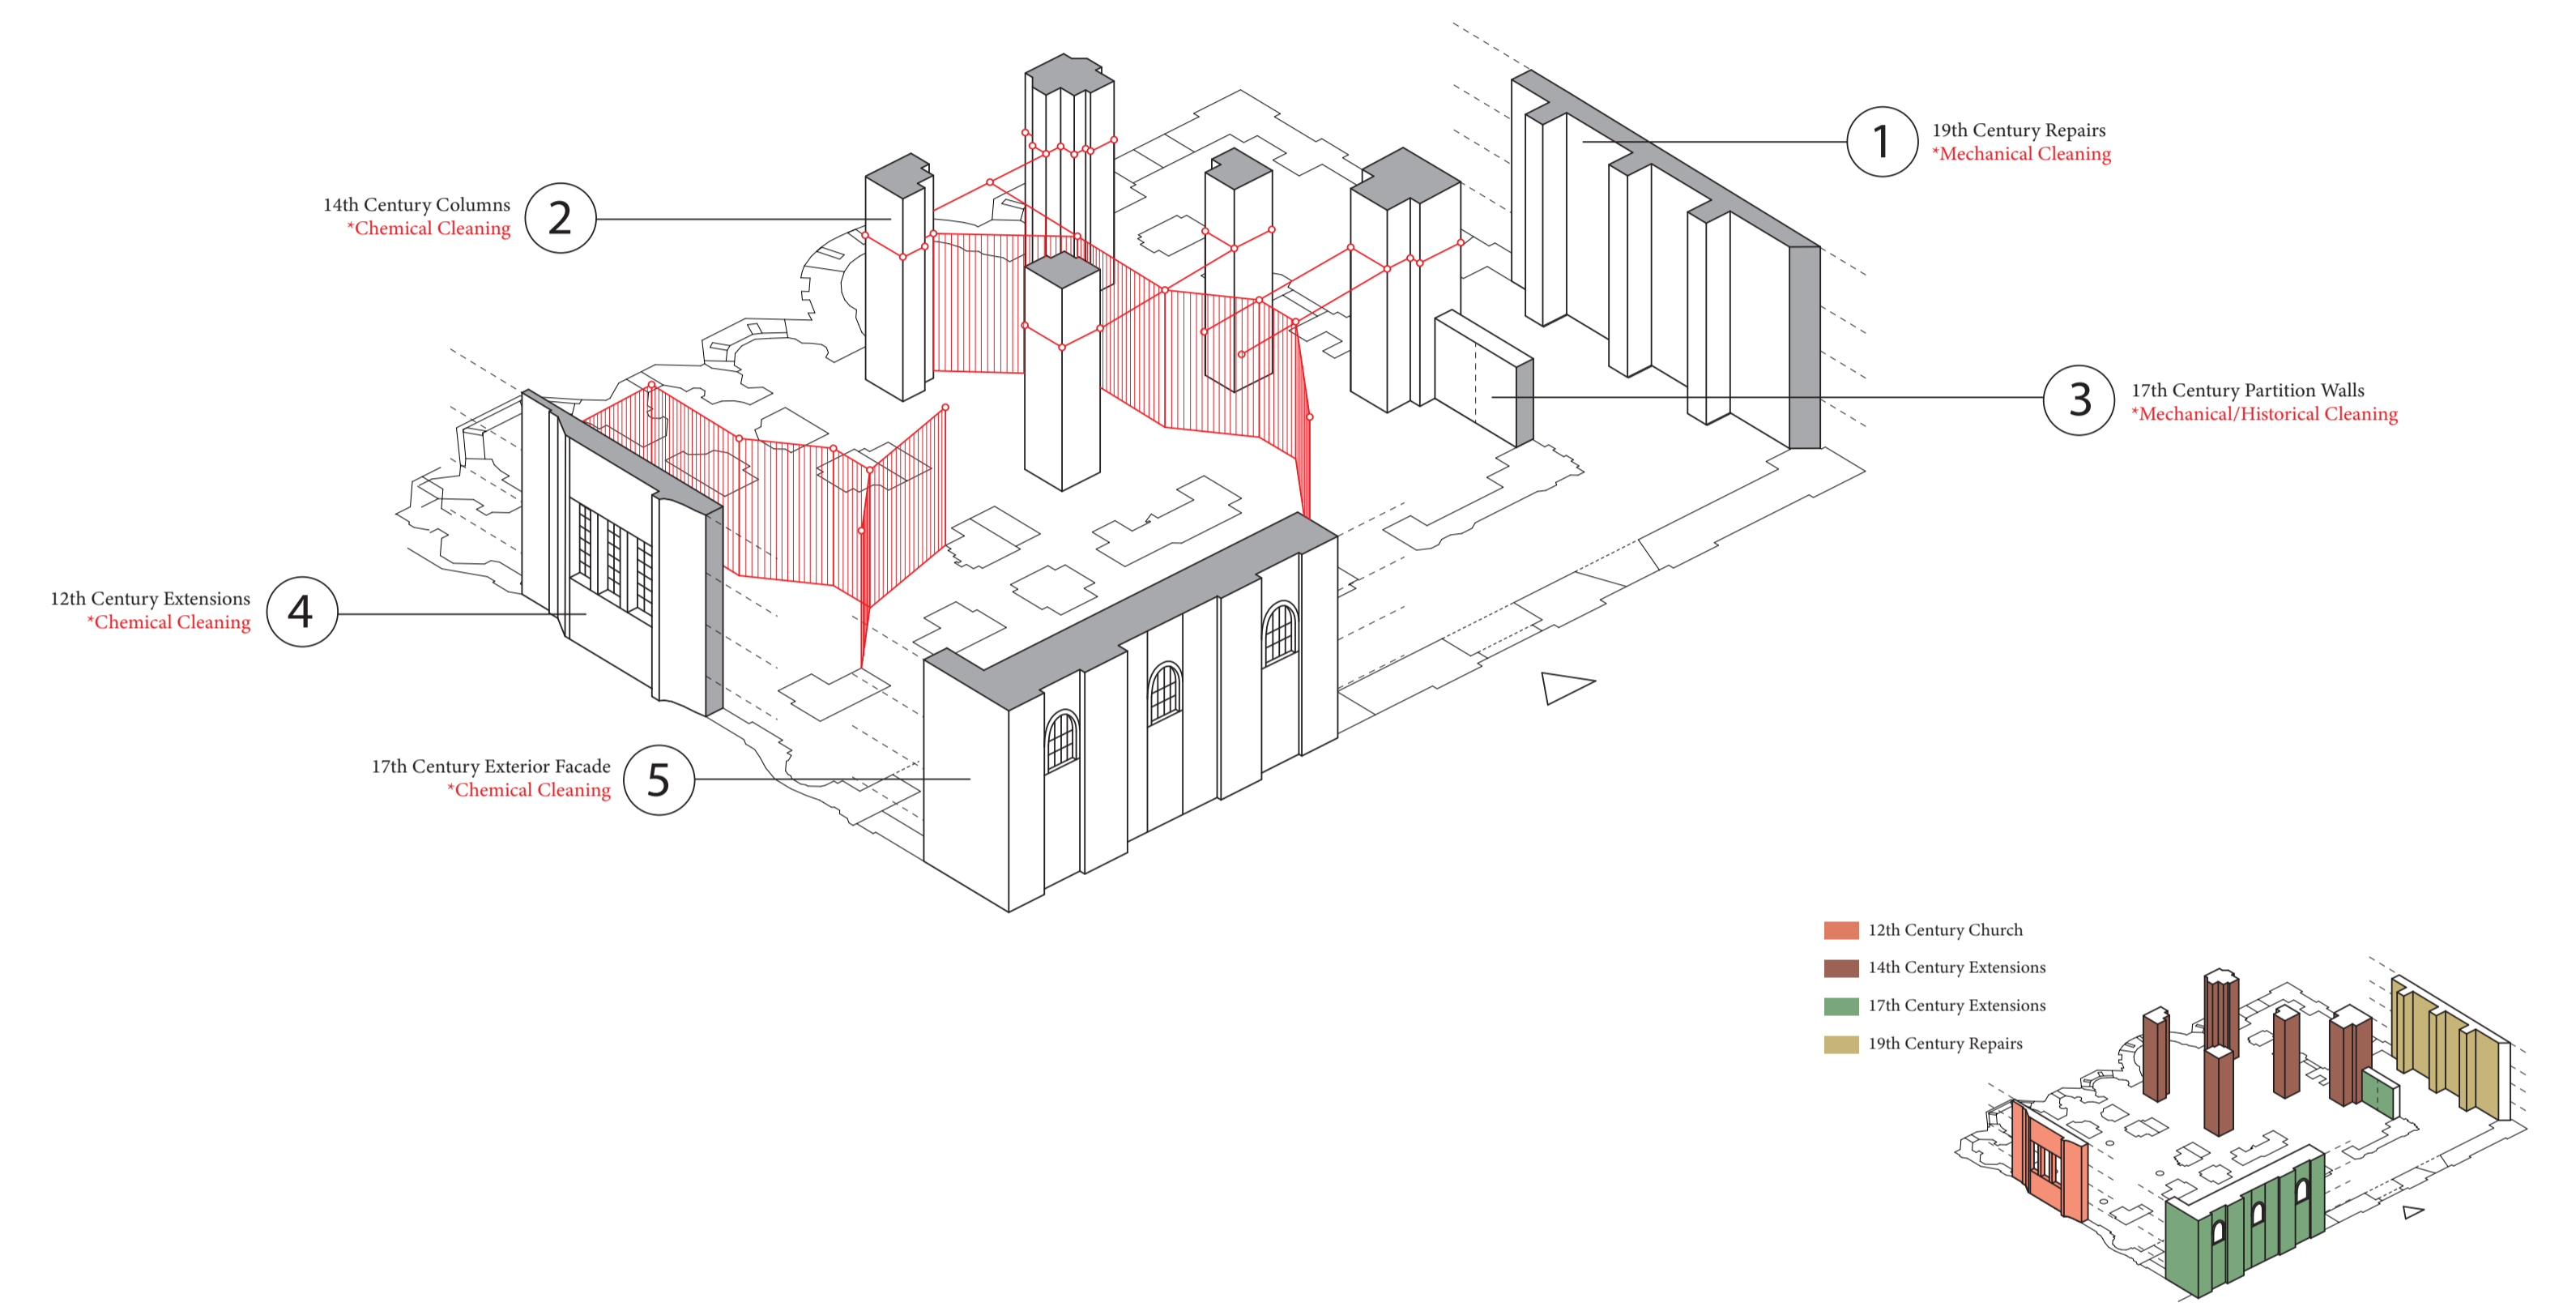 1
19th Century Repairs
*Mechanical Cleaning
14th Century Columns
*Chemical Cleaning
2
3
17th Century Partition Walls
*Mechanical/Historical Cleaning
12th Century Extensions
*Chemical Cleaning
4
17th Century Exterior Facade
*Chemical Cleaning
5
12th Century Church
14th Century Extensions
17th Century Extensions
19th Century Repairs